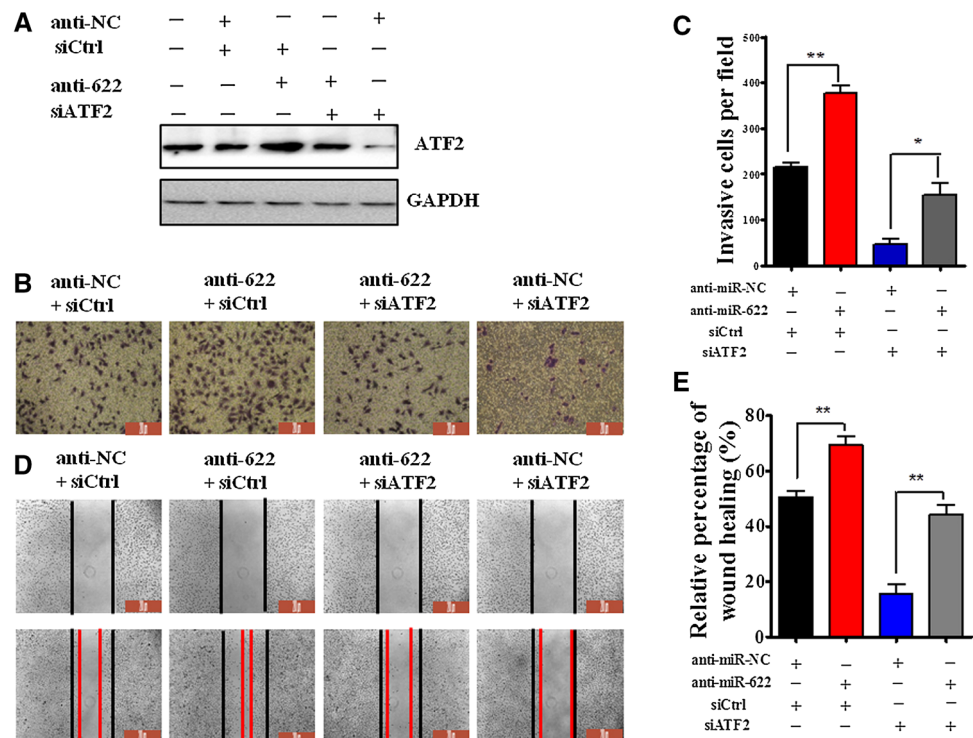 A
anti-NC − + − − +
siCtrl − + + − −
anti-622 − − + + −
siATF2 − − − + +
ATF2
GAPDH
B
anti-NC + siCtrl
anti-622 + siCtrl
anti-622 + siATF2
anti-NC + siATF2
D
anti-NC + siCtrl
anti-622 + siCtrl
anti-622 + siATF2
anti-NC + siATF2
C
Invasive cells per field
500
400
300
200
100
0
**
*
anti-miR-NC + − + −
anti-miR-622 − + − +
siCtrl + + − −
siATF2 − − + +
E
Relative percentage of
wound healing (%)
80
60
40
20
0
**
**
anti-miR-NC + − + −
anti-miR-622 − + − +
siCtrl + + − −
siATF2 − − + +